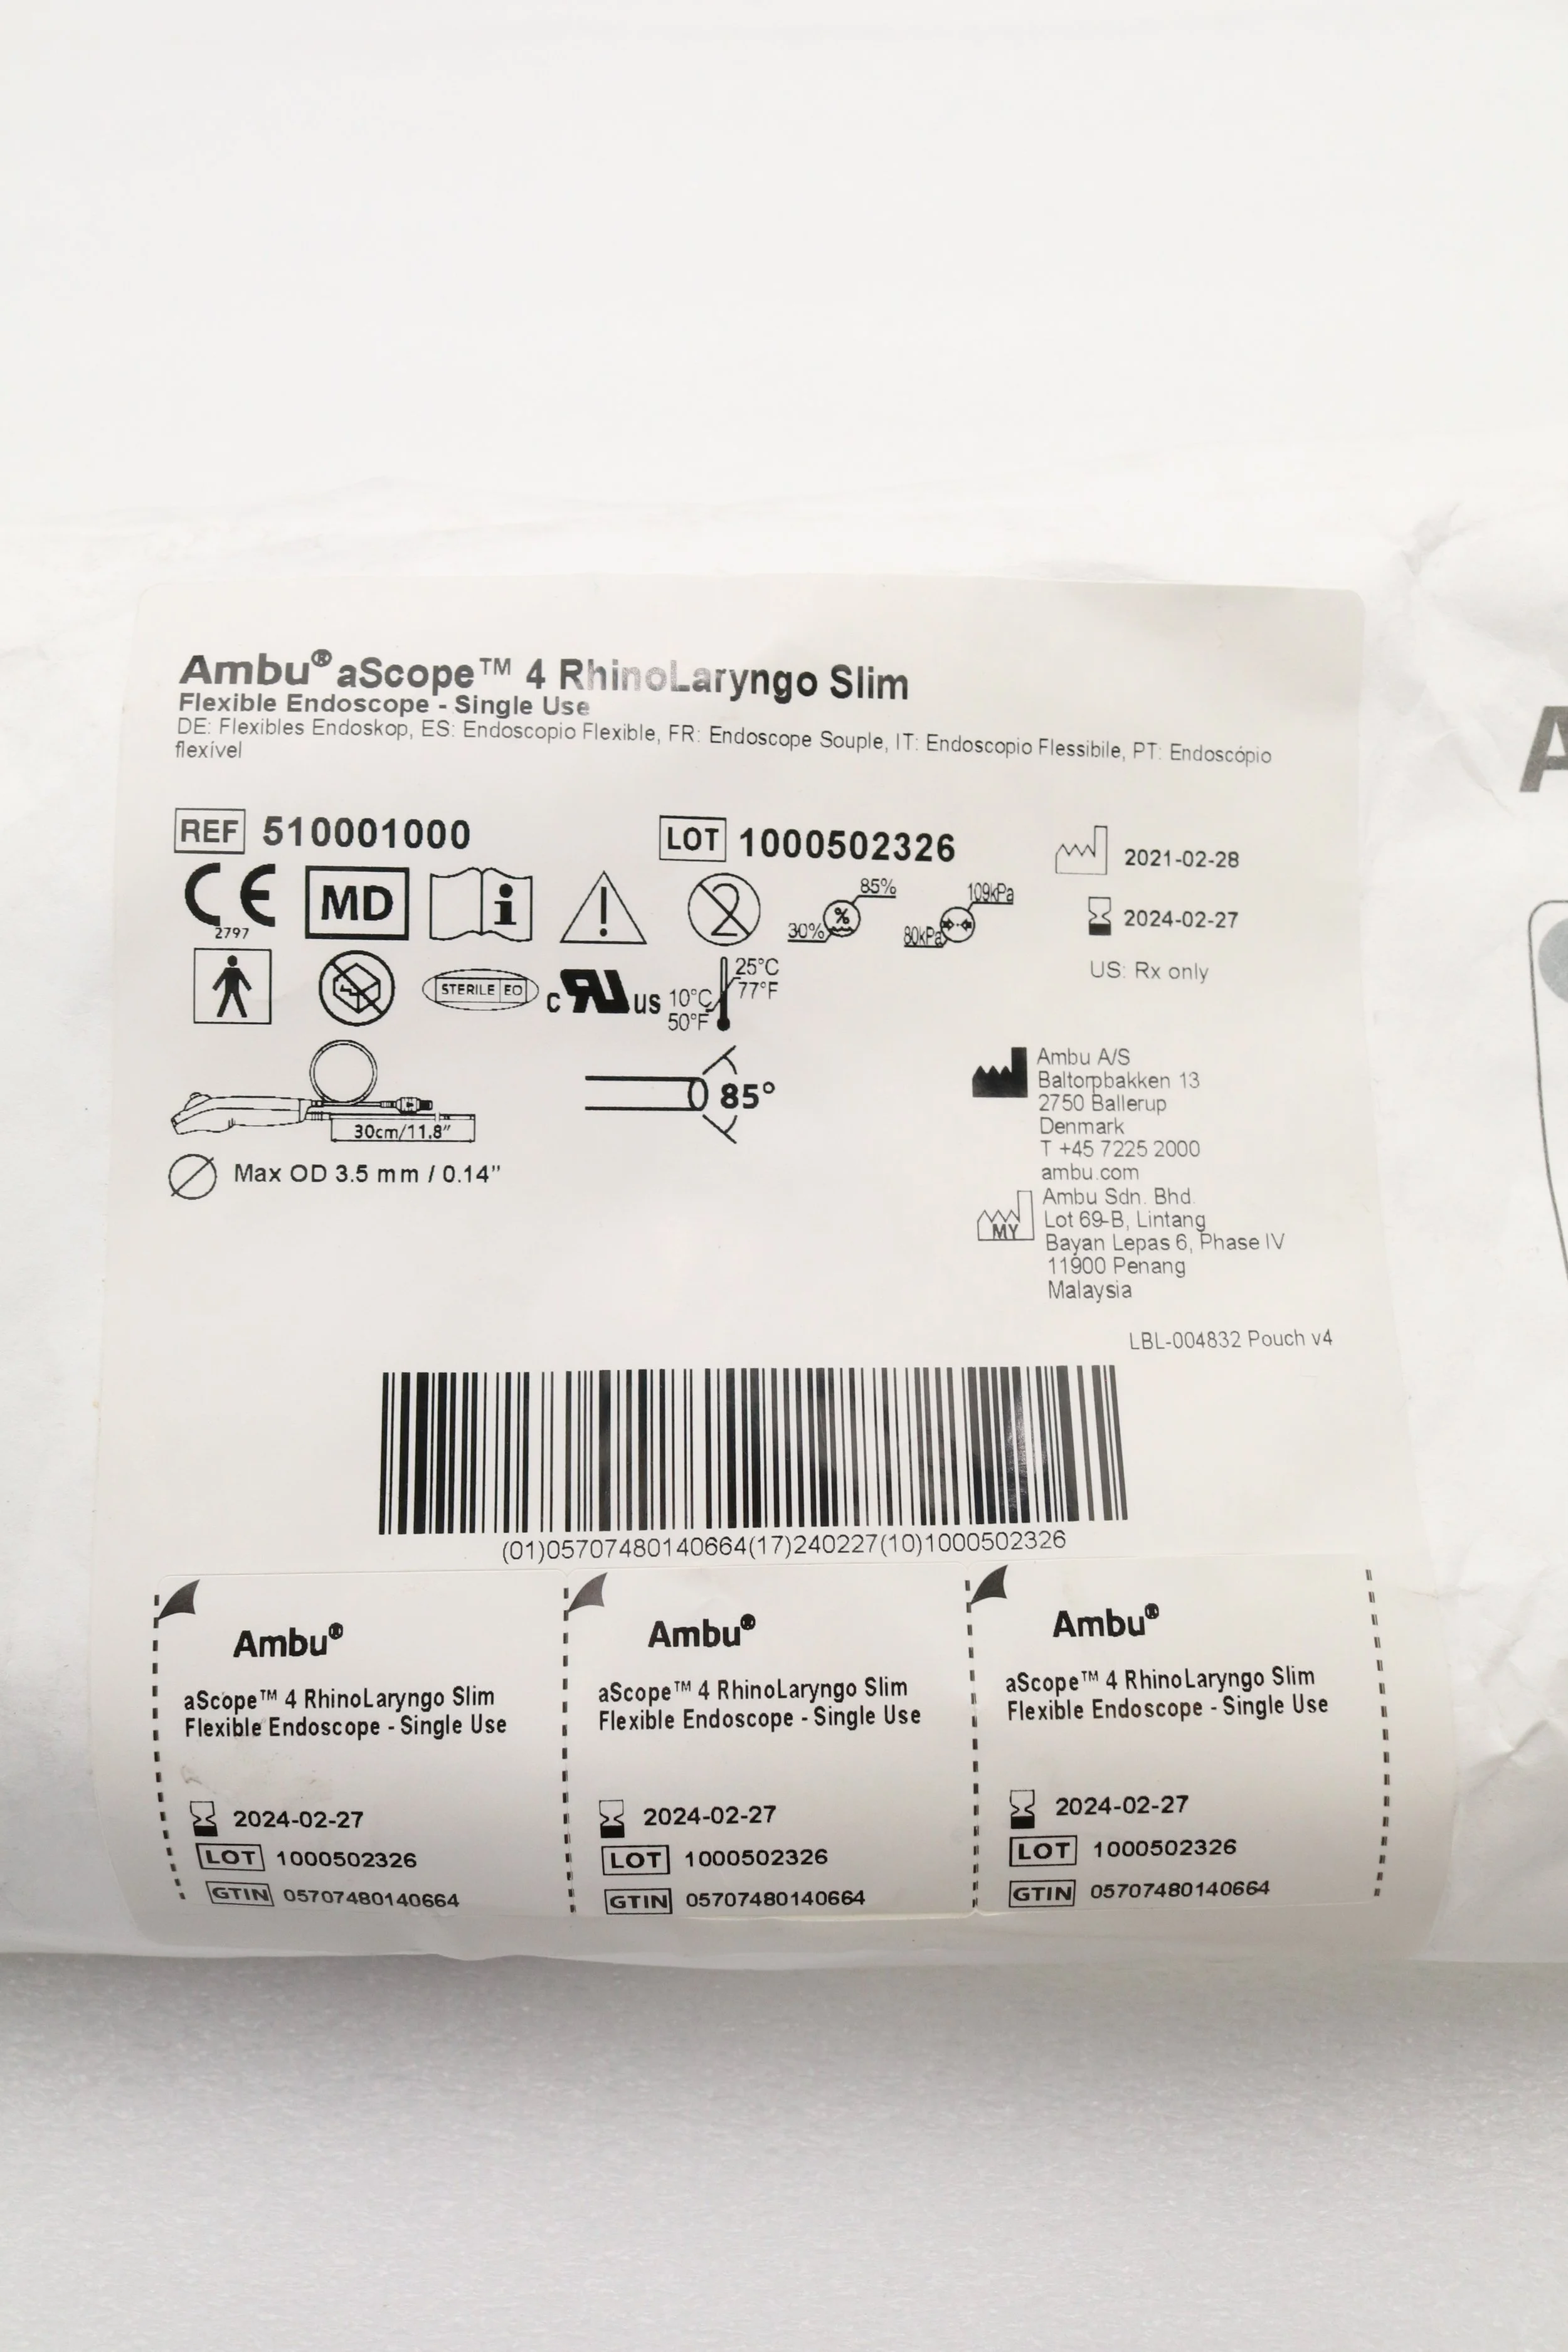 Ambu® aScope™ 4 RhinoLaryngo Slim
Flexible Endoscope - Single Use
DE: Flexibles Endoskop, ES: Endoscopio Flexible, FR: Endoscope Souple, IT: Endoscopio Flessibile, PT: Endoscópio
flexível
REF 510001000
LOT 1000502326
2021-02-28
CE
2797
MD
i
!
2
30% % 85%
80kPa 109kPa
2024-02-27
US: Rx only
STERILE EO
c RU us
10°C
50°F
25°C
77°F
30cm/11.8"
85°
Max OD 3.5 mm / 0.14"
Ambu A/S
Baltorpbakken 13
2750 Ballerup
Denmark
T +45 7225 2000
ambu.com
MY
Ambu Sdn. Bhd.
Lot 69-B, Lintang
Bayan Lepas 6, Phase IV
11900 Penang
Malaysia
LBL-004832 Pouch v4
(01)05707480140664(17)240227(10)1000502326
Ambu®
aScope™ 4 RhinoLaryngo Slim
Flexible Endoscope - Single Use
2024-02-27
LOT 1000502326
GTIN 05707480140664
Ambu®
aScope™ 4 RhinoLaryngo Slim
Flexible Endoscope - Single Use
2024-02-27
LOT 1000502326
GTIN 05707480140664
Ambu®
aScope™ 4 RhinoLaryngo Slim
Flexible Endoscope - Single Use
2024-02-27
LOT 1000502326
GTIN 05707480140664